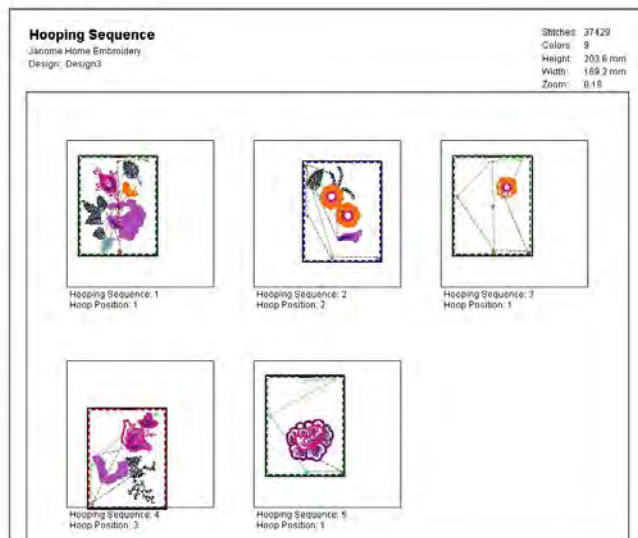 Hooping Sequence
Janome Home Embroidery
Design: Design3
Stitches: 37429
Colors: 9
Height: 203.6 mm
Width: 169.2 mm
Zoom: 0.18
Hooping Sequence: 1
Hoop Position: 1
Hooping Sequence: 2
Hoop Position: 2
Hooping Sequence: 3
Hoop Position: 1
Hooping Sequence: 4
Hoop Position: 3
Hooping Sequence: 5
Hoop Position: 1